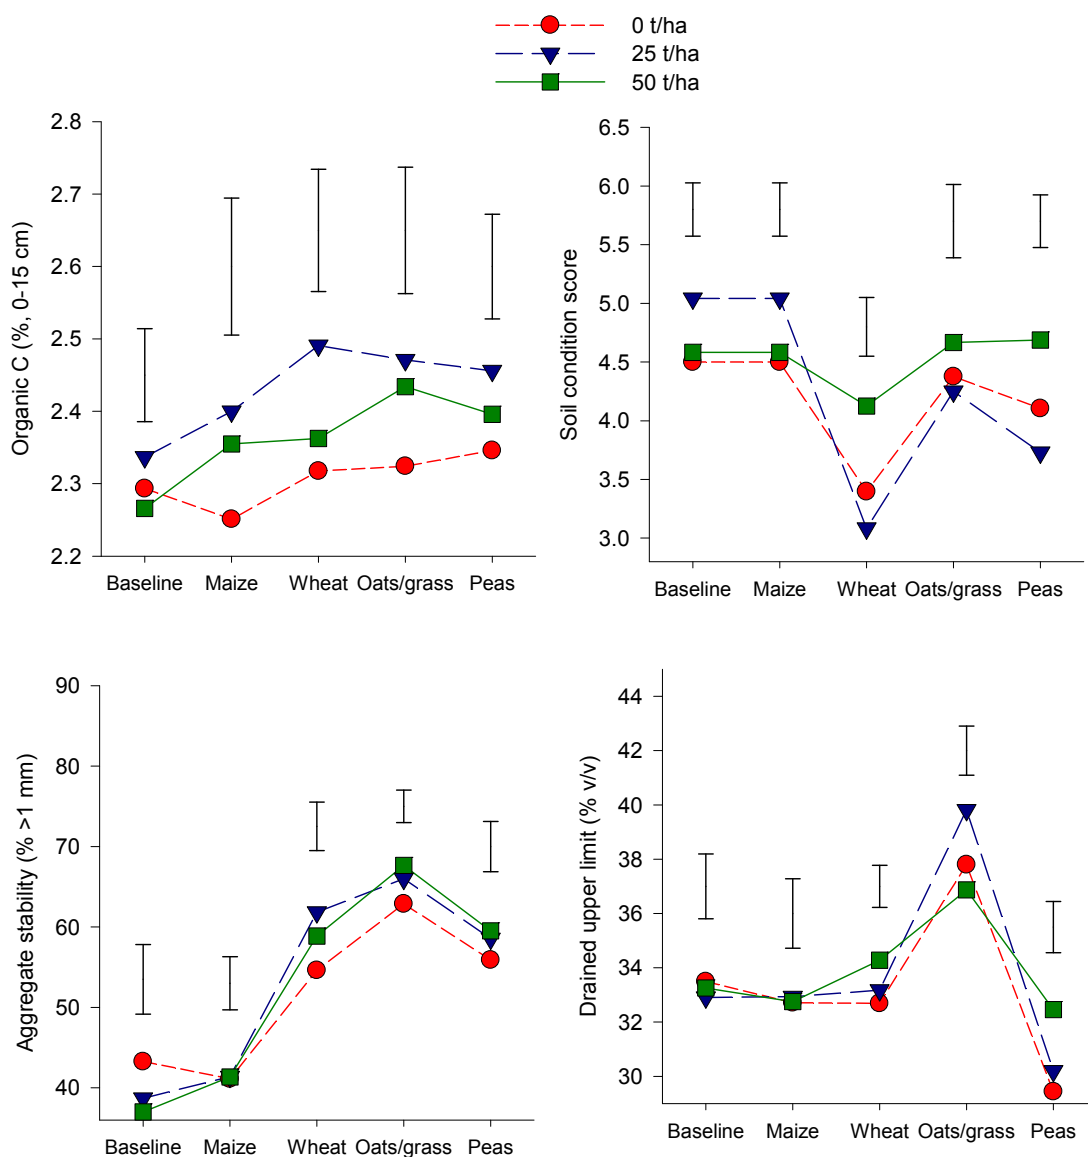 0 t/ha
25 t/ha
50 t/ha
Organic C (%, 0-15 cm)
2.8
2.7
2.6
2.5
2.4
2.3
2.2
Baseline Maize Wheat Oats/grass Peas
Soil condition score
6.5
6.0
5.5
5.0
4.5
4.0
3.5
3.0
Baseline Maize Wheat Oats/grass Peas
Aggregate stability (% >1 mm)
90
80
70
60
50
40
Baseline Maize Wheat Oats/grass Peas
Drained upper limit (% v/v)
44
42
40
38
36
34
32
30
Baseline Maize Wheat Oats/grass Peas